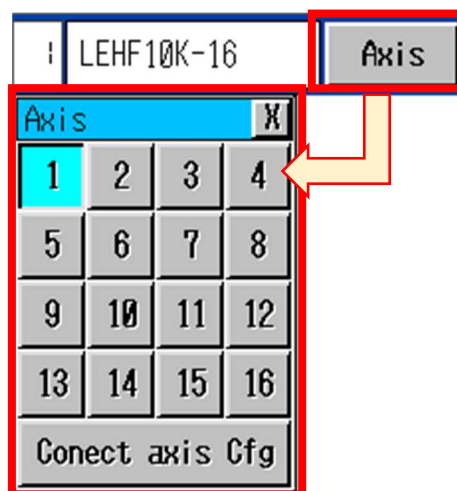 1 LEHF10K-16 Axis
Axis X
1 2 3 4
5 6 7 8
9 10 11 12
13 14 15 16
Conect axis Cfg